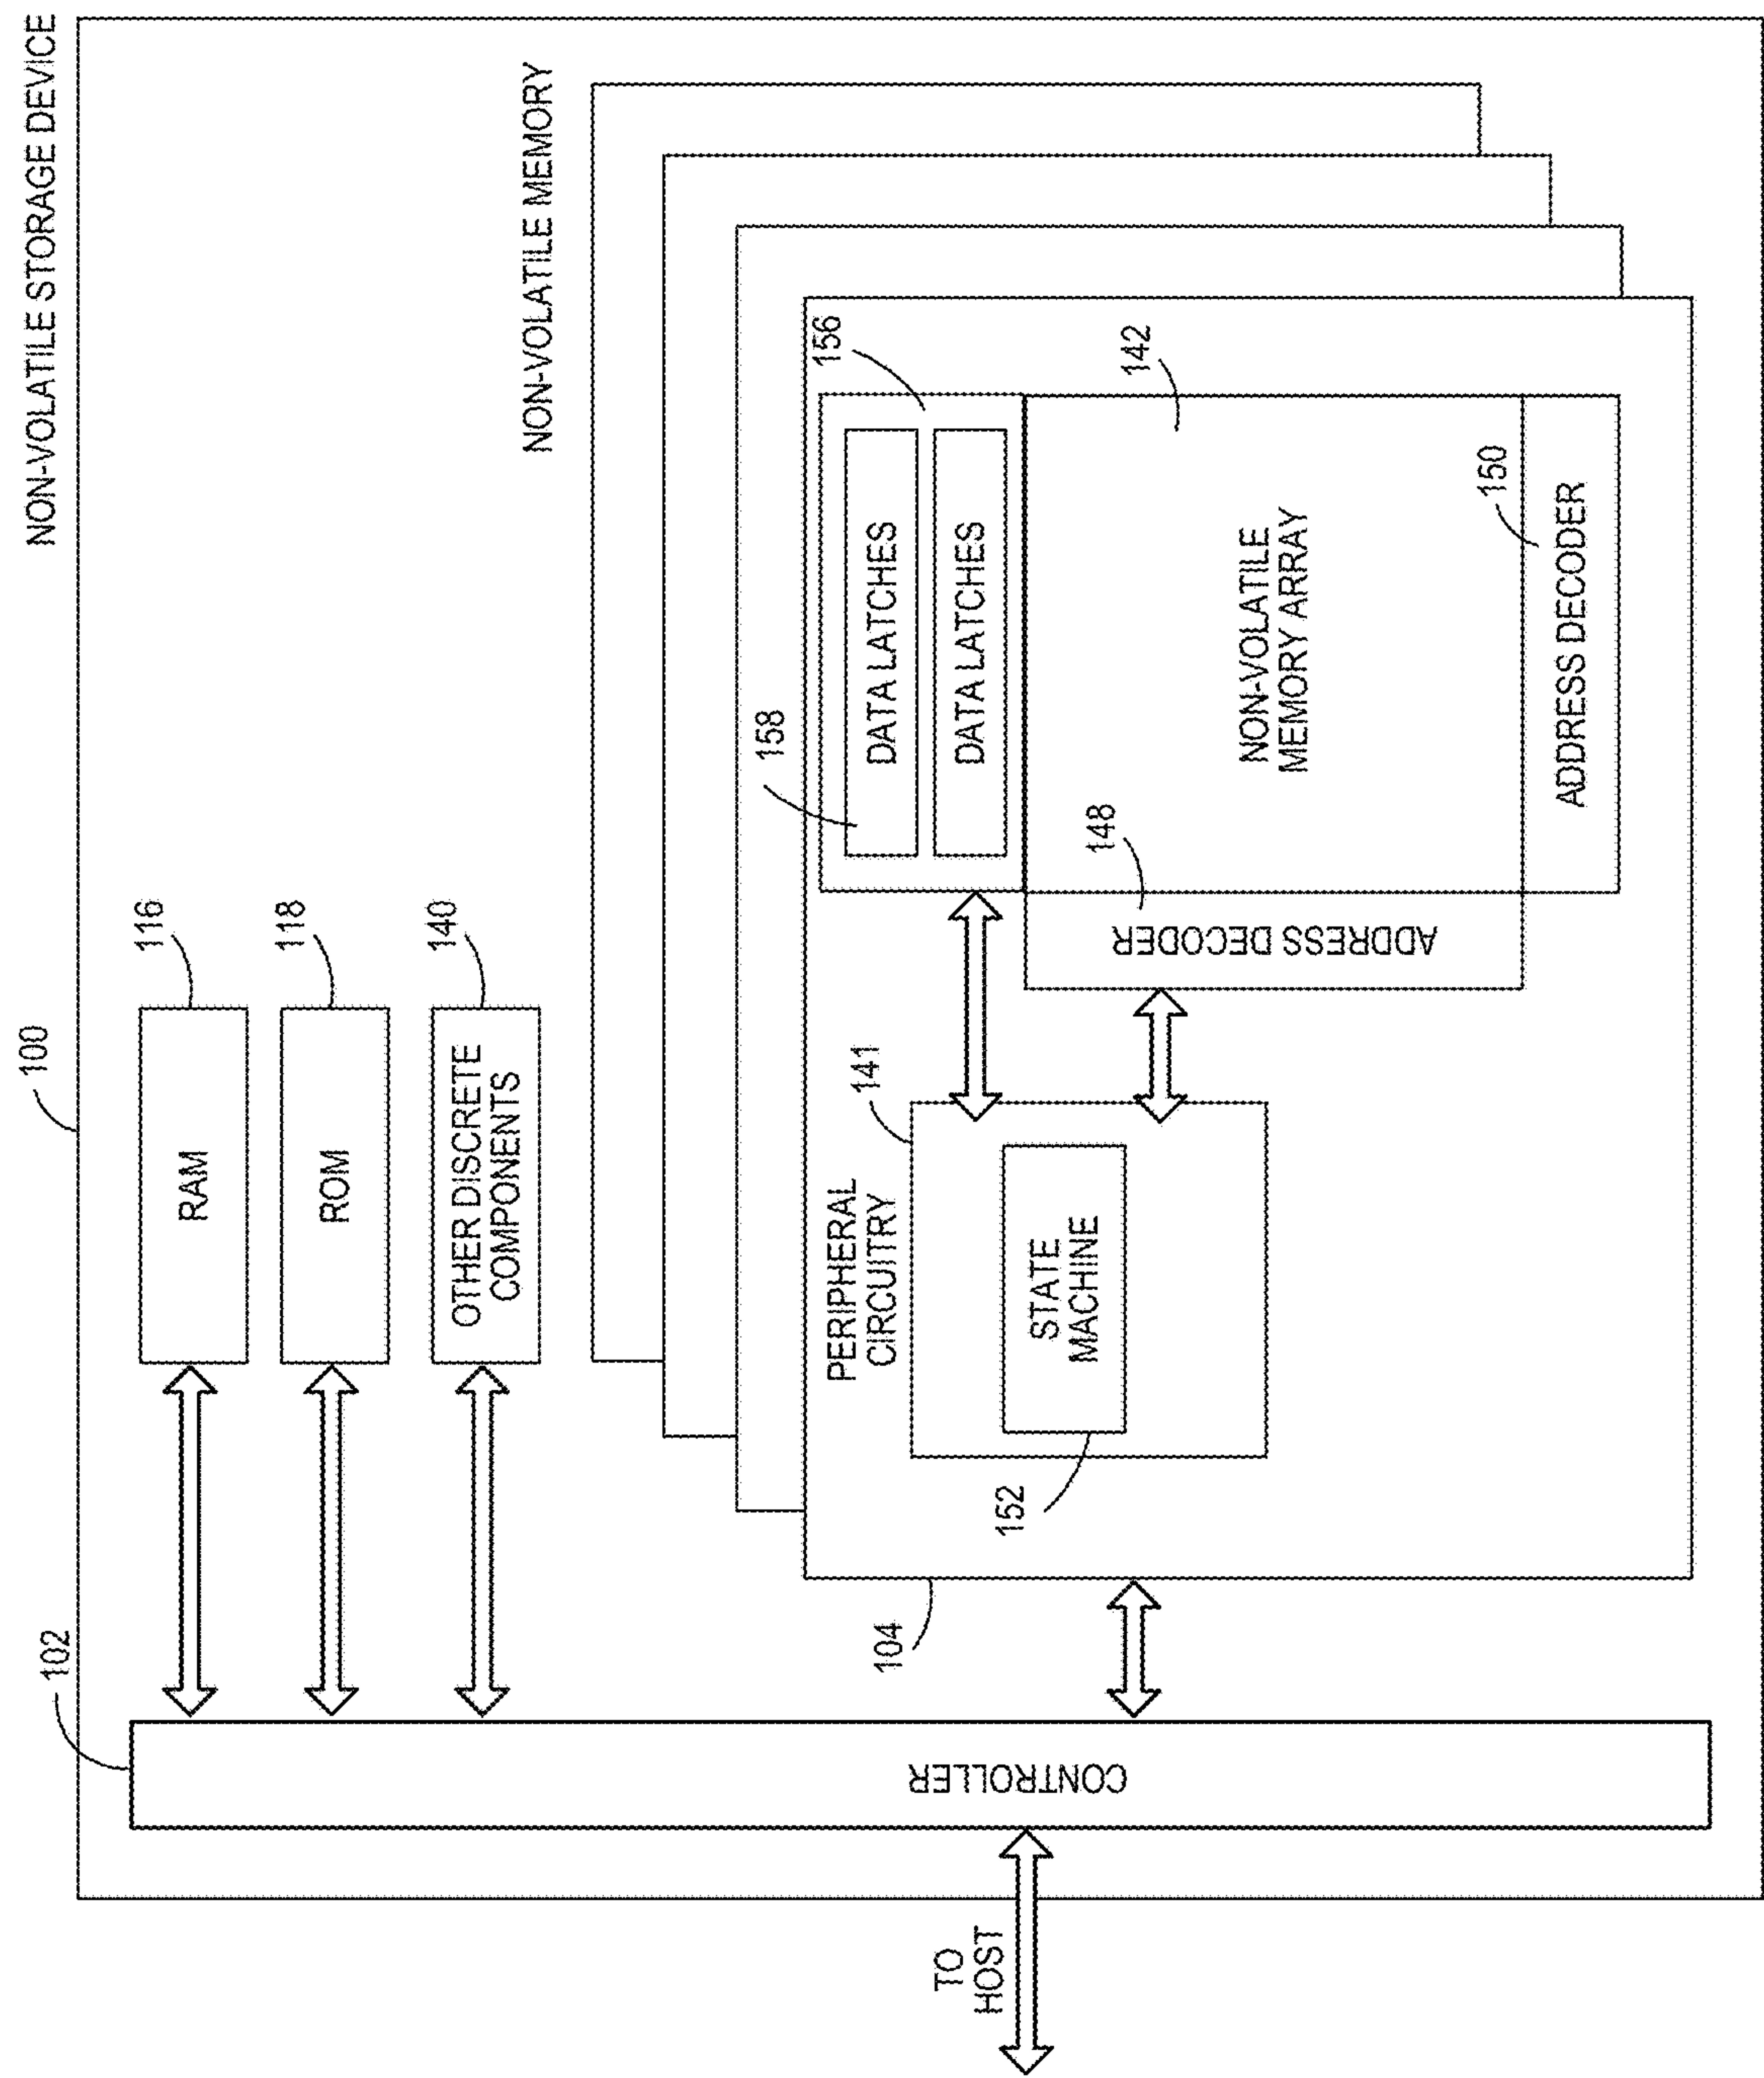 NON-VOLATILE STORAGE DEVICE
100
102
RAM
116
ROM
118
OTHER DISCRETE
COMPONENTS
140
NON-VOLATILE MEMORY
TO
HOST
CONTROLLER
104
PERIPHERAL
CIRCUITRY
141
STATE
MACHINE
152
158
156
DATA LATCHES
DATA LATCHES
148
ADDRESS DECODER
142
NON-VOLATILE
MEMORY ARRAY
150
ADDRESS DECODER